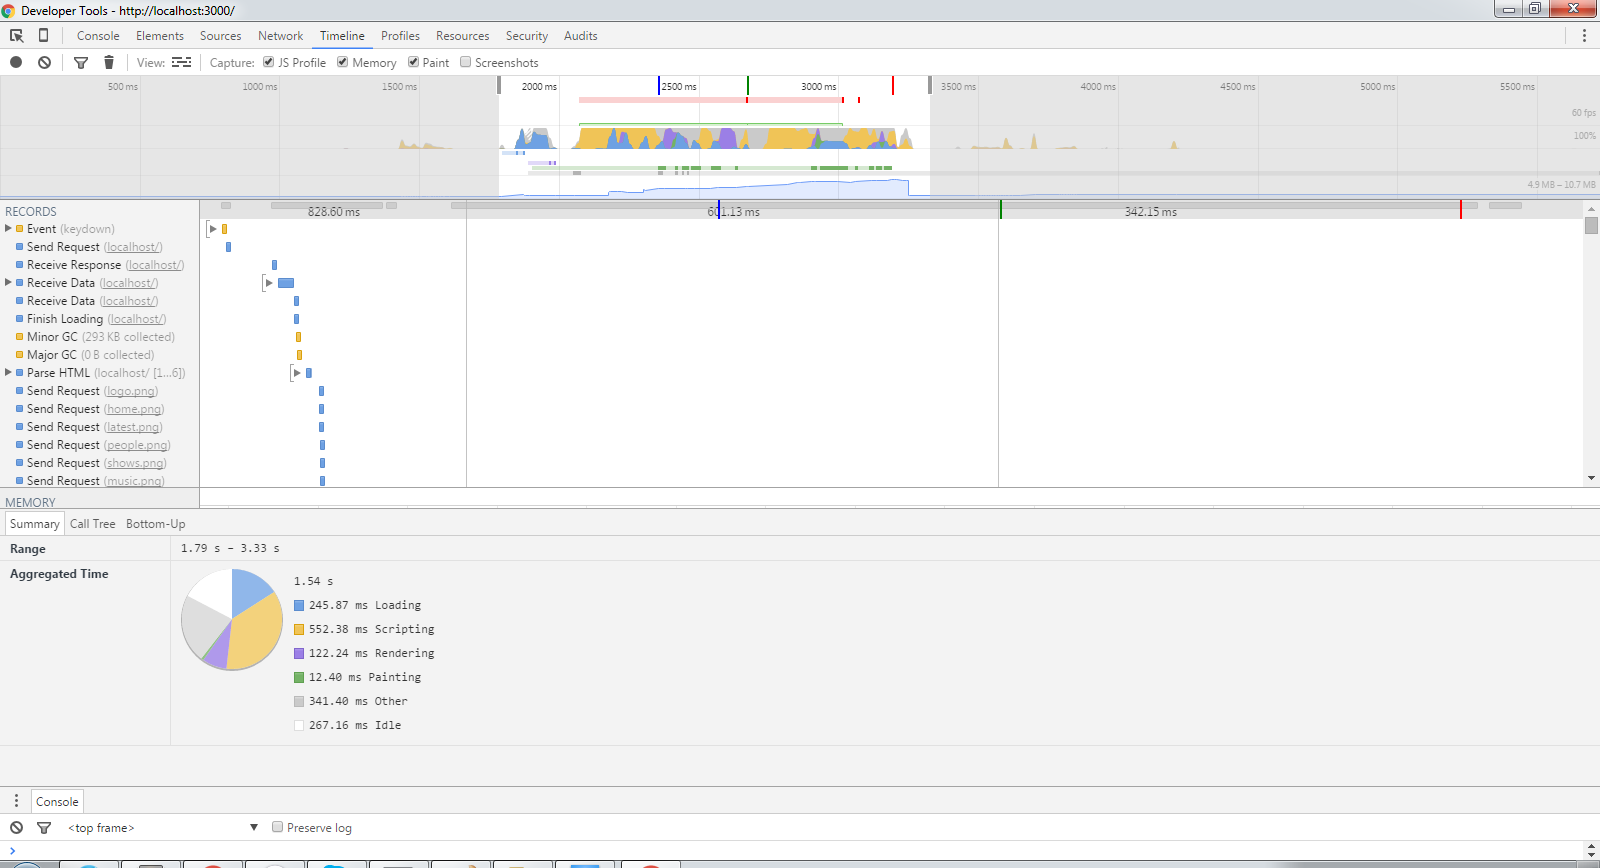 Developer Tools - http://localhost:3000/
Console Elements Sources Network Timeline Profiles Resources Security Audits
View: Capture: JS Profile Memory Paint Screenshots
500 ms 1000 ms 1500 ms 2000 ms 2500 ms 3000 ms 3500 ms 4000 ms 4500 ms 5000 ms 5500 ms
60 fps
100%
4.9 MB – 10.7 MB
RECORDS 828.60 ms 601.13 ms 342.15 ms
Event (keydown)
Send Request (localhost/)
Receive Response (localhost/)
Receive Data (localhost/)
Receive Data (localhost/)
Finish Loading (localhost/)
Minor GC (293 KB collected)
Major GC (0 B collected)
Parse HTML (localhost/ [1...6])
Send Request (logo.png)
Send Request (home.png)
Send Request (latest.png)
Send Request (people.png)
Send Request (shows.png)
Send Request (music.png)
MEMORY
Summary Call Tree Bottom-Up
Range 1.79 s – 3.33 s
Aggregated Time
1.54 s
245.87 ms Loading
552.38 ms Scripting
122.24 ms Rendering
12.40 ms Painting
341.40 ms Other
267.16 ms Idle
Console
<top frame> ▼ Preserve log